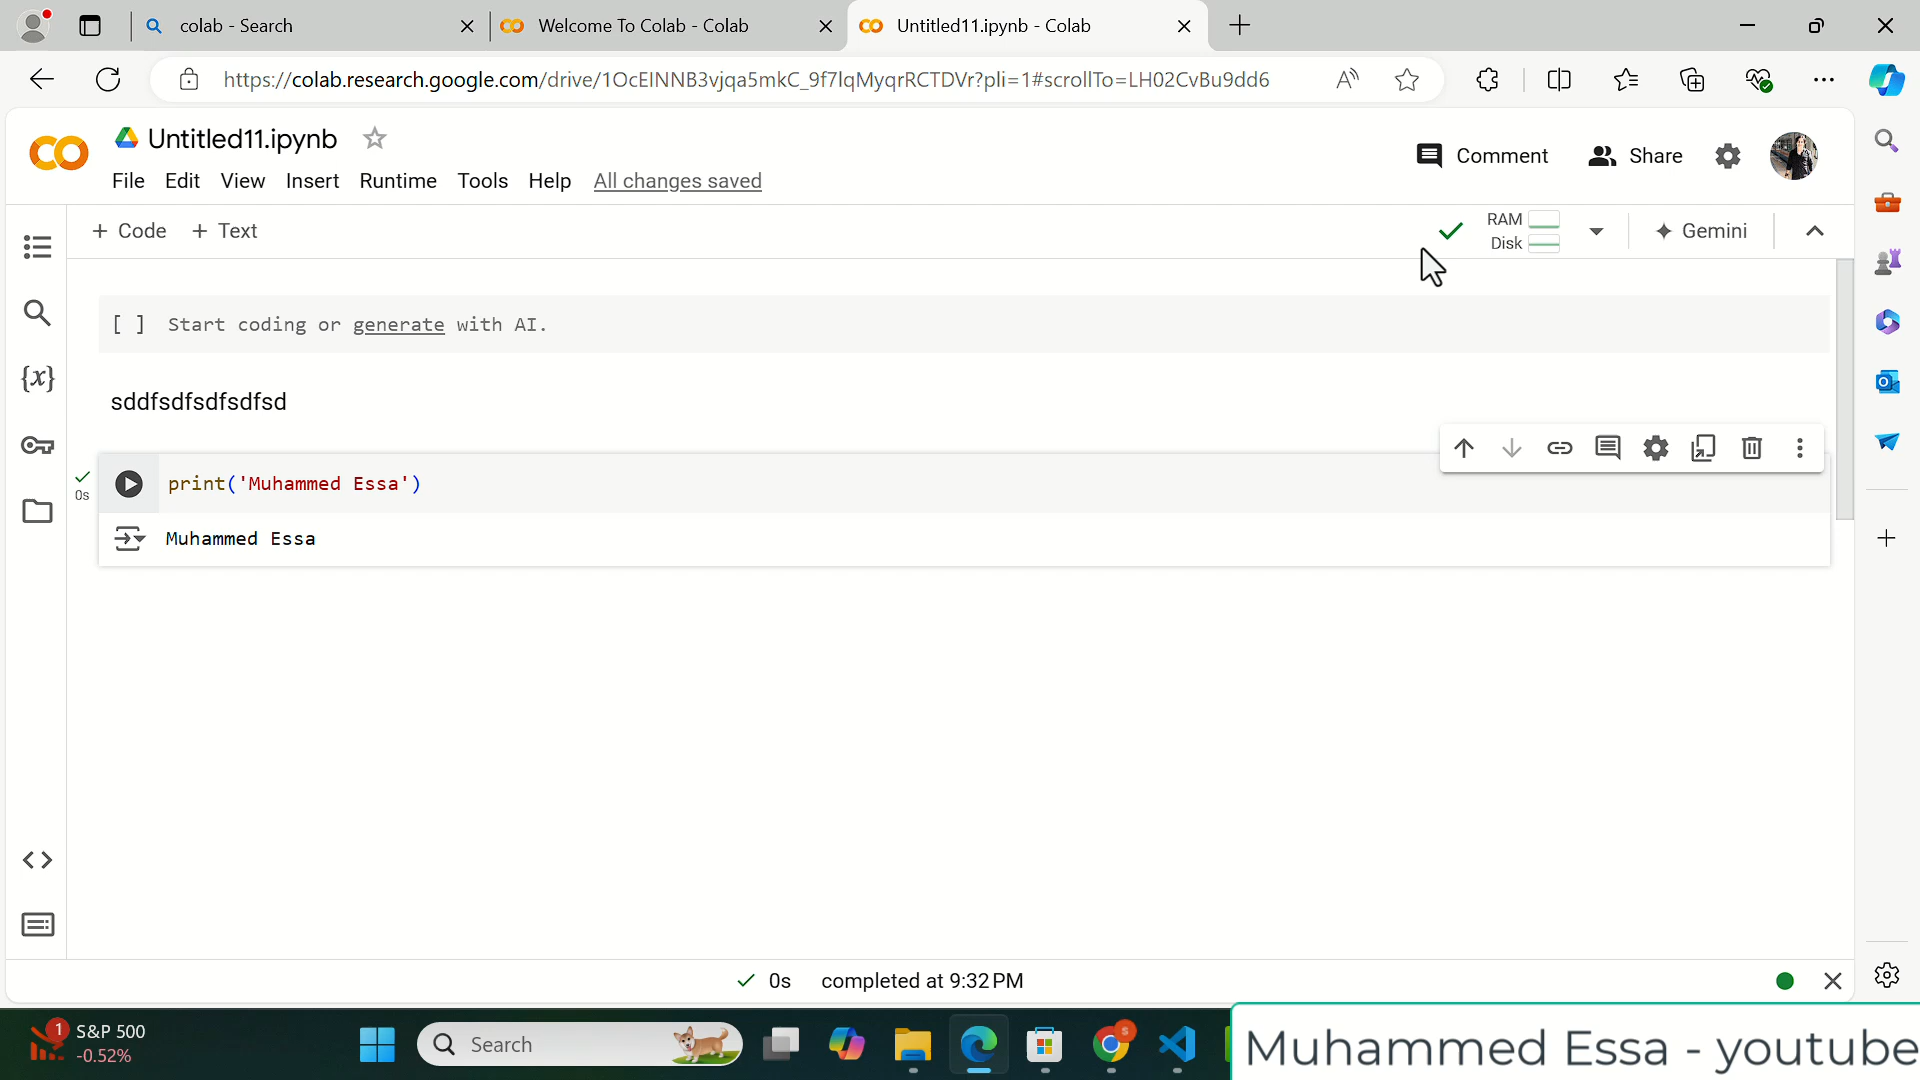 colab - Search
Welcome To Colab - Colab
Untitled11.ipynb - Colab
https://colab.research.google.com/drive/1OcEINNB3vjqa5mkC_9f7lqMyqrRCTDVr?pli=1#scrollTo=LH02CvBu9dd6
Untitled11.ipynb
Comment
Share
File Edit View Insert Runtime Tools Help All changes saved
+ Code + Text
RAM
Disk
Gemini
[ ] Start coding or generate with AI.
sddfsdfsdfsdfsd
0s
print('Muhammed Essa')
Muhammed Essa
0s completed at 9:32 PM
1
S&P 500
-0.52%
Search
S
Muhammed Essa - youtube